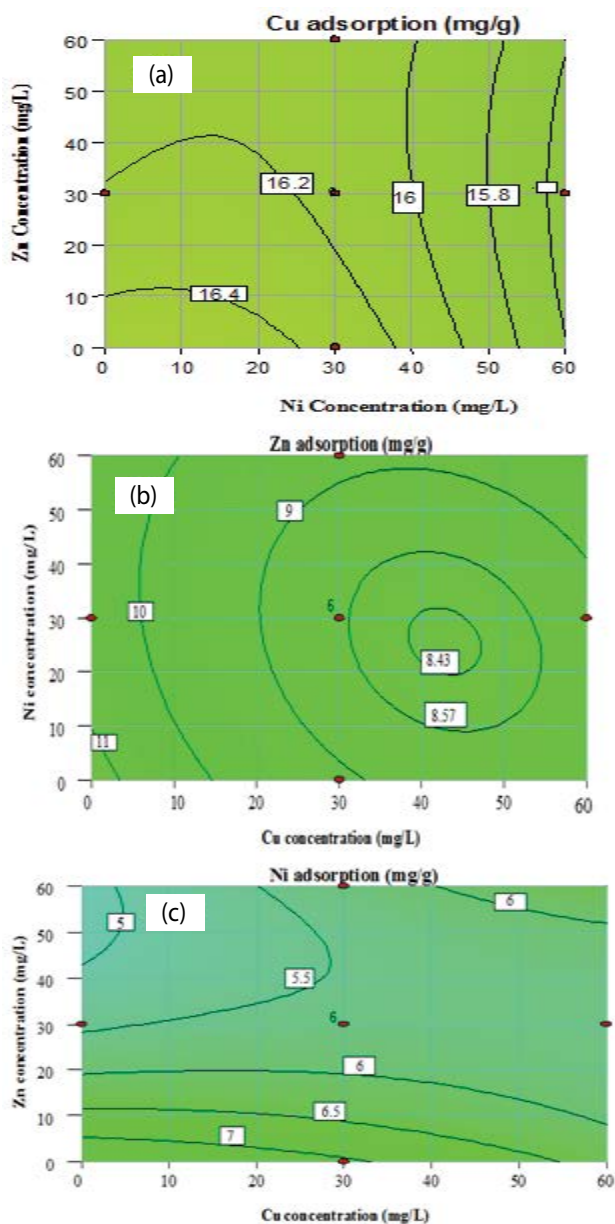 Cu adsorption (mg/g)
(a)
Zn Concentration (mg/L)
60
50
40
30
20
10
0
16.2
16
15.8
16.4
6
0 10 20 30 40 50 60
Ni Concentration (mg/L)
Zn adsorption (mg/g)
(b)
Ni concentration (mg/L)
60
50
40
30
20
10
0
9
10
6
8.43
8.57
11
0 10 20 30 40 50 60
Cu concentration (mg/L)
Ni adsorption (mg/g)
(c)
Zn concentration (mg/L)
60
50
40
30
20
10
0
5
6
5.5
6
6
6.5
7
0 10 20 30 40 50 60
Cu concentration (mg/L)